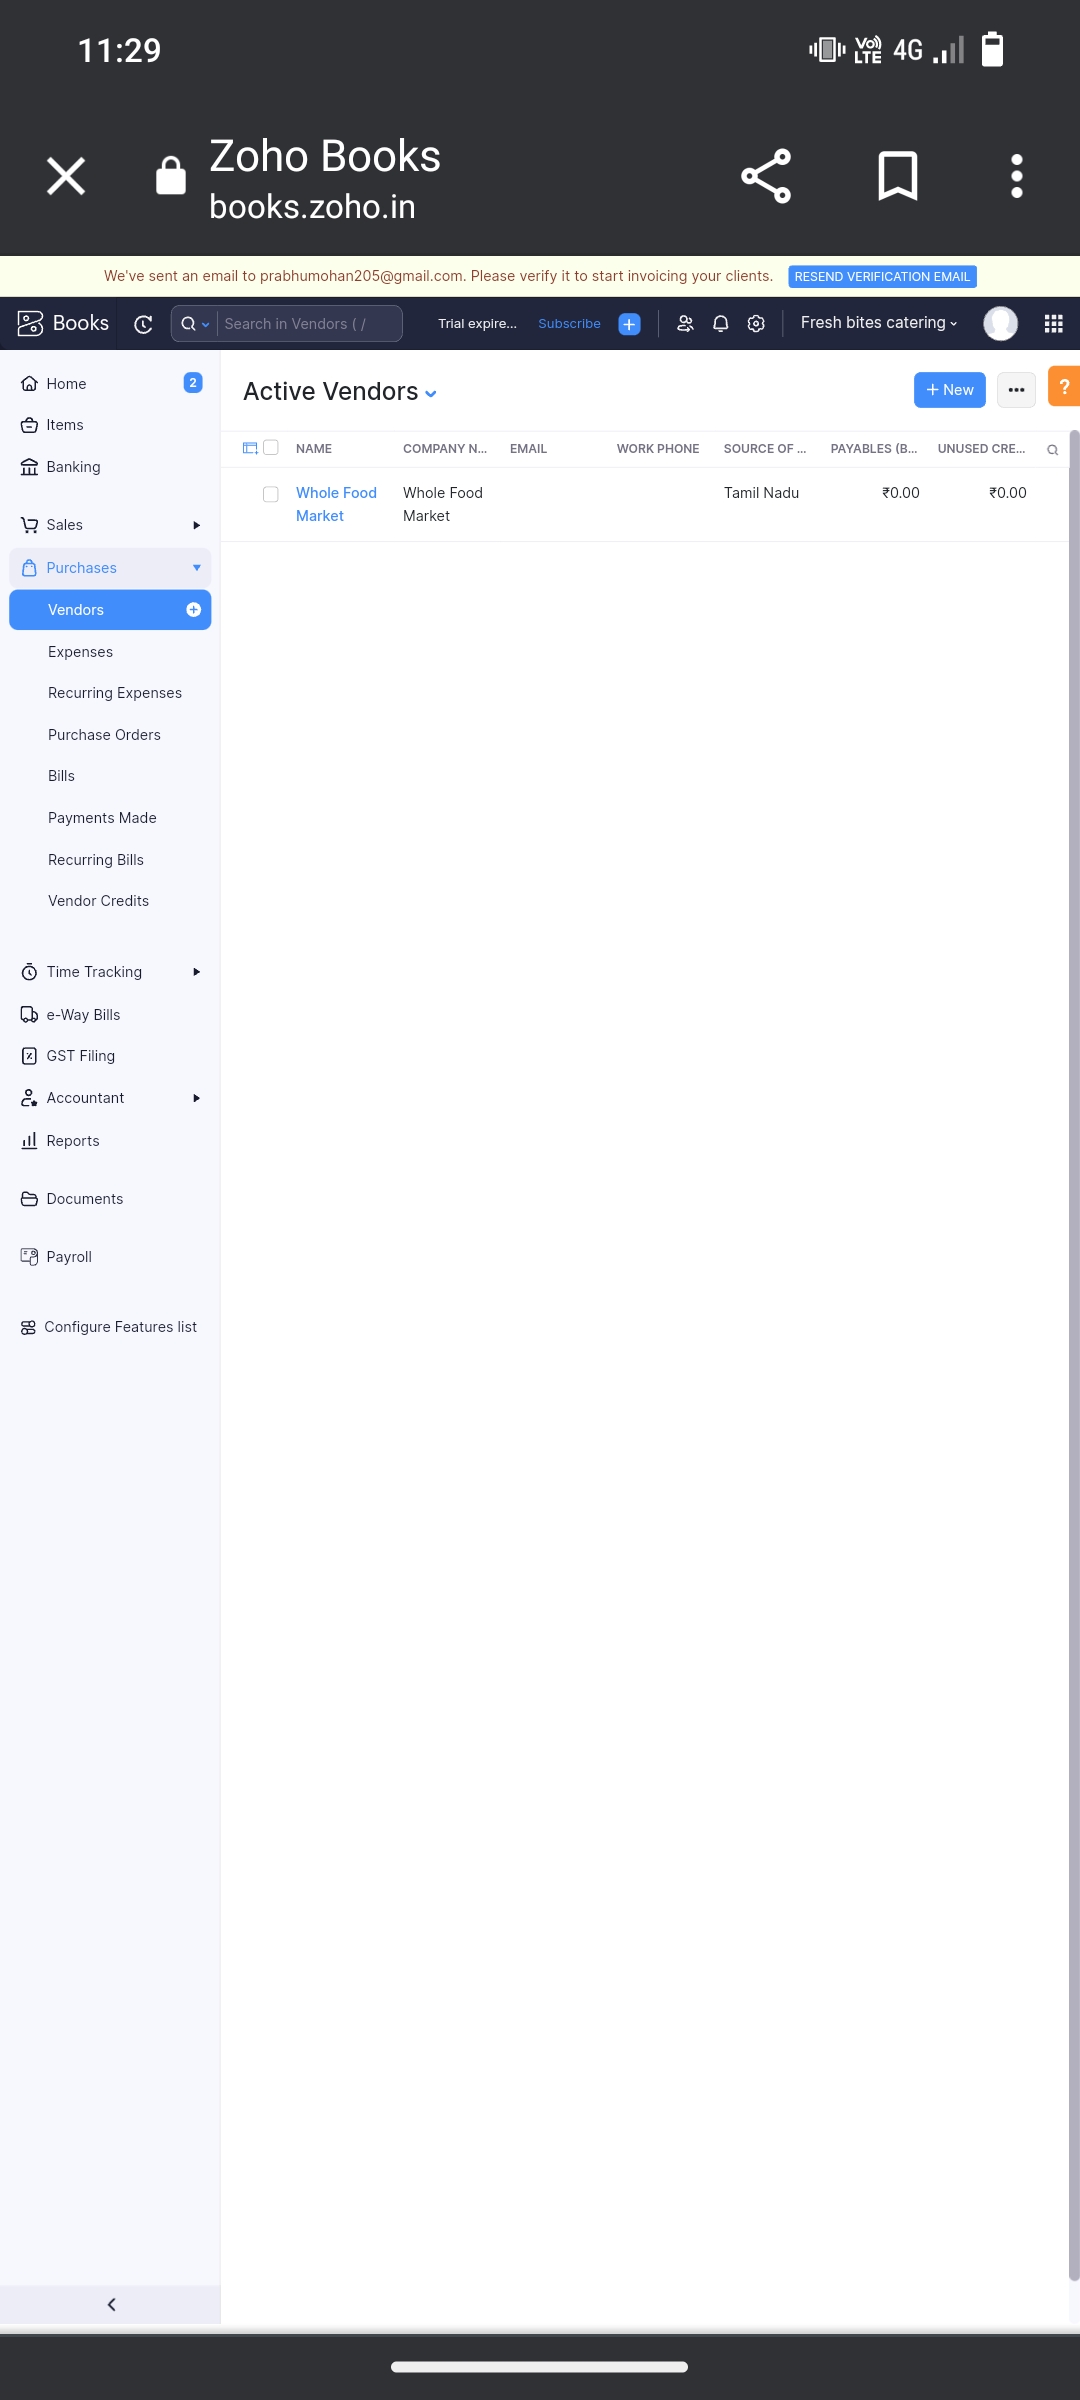 11:29
Vo)) LTE 4G
Zoho Books
books.zoho.in
We've sent an email to prabhumohan205@gmail.com. Please verify it to start invoicing your clients. RESEND VERIFICATION EMAIL
Books Search in Vendors ( / Trial expire... Subscribe Fresh bites catering
Home 2
Items
Banking
Sales
Purchases
Vendors
Expenses
Recurring Expenses
Purchase Orders
Bills
Payments Made
Recurring Bills
Vendor Credits
Time Tracking
e-Way Bills
GST Filing
Accountant
Reports
Documents
Payroll
Configure Features list
Active Vendors + New ... ?
NAME COMPANY N... EMAIL WORK PHONE SOURCE OF ... PAYABLES (B... UNUSED CRE...
Whole Food Whole Food Tamil Nadu ₹0.00 ₹0.00
Market Market